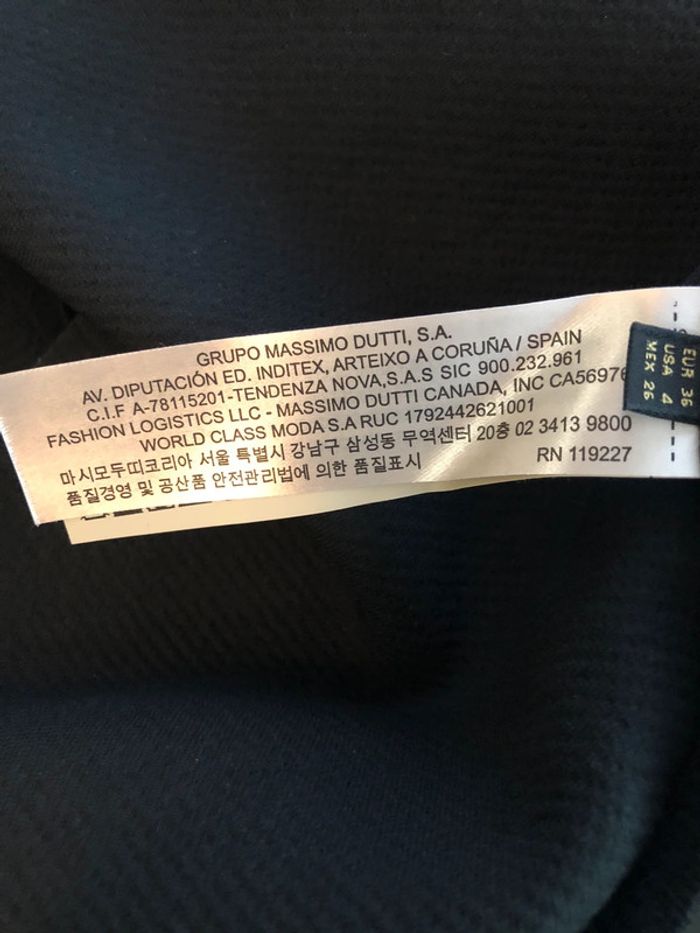 GRUPO MASSIMO DUTTI, S.A.
AV. DIPUTACIÓN ED. INDITEX, ARTEIXO A CORUÑA / SPAIN
C.I.F A-78115201-TENDENZA NOVA,S.A.S SIC 900.232.961
FASHION LOGISTICS LLC - MASSIMO DUTTI CANADA, INC CA56976
WORLD CLASS MODA S.A RUC 1792442621001
마시모두띠코리아 서울 특별시 강남구 삼성동 무역센터 20층 02 3413 9800
품질경영 및 공산품 안전관리법에 의한 품질표시
RN 119227
EUR 36
USA 4
MEX 26